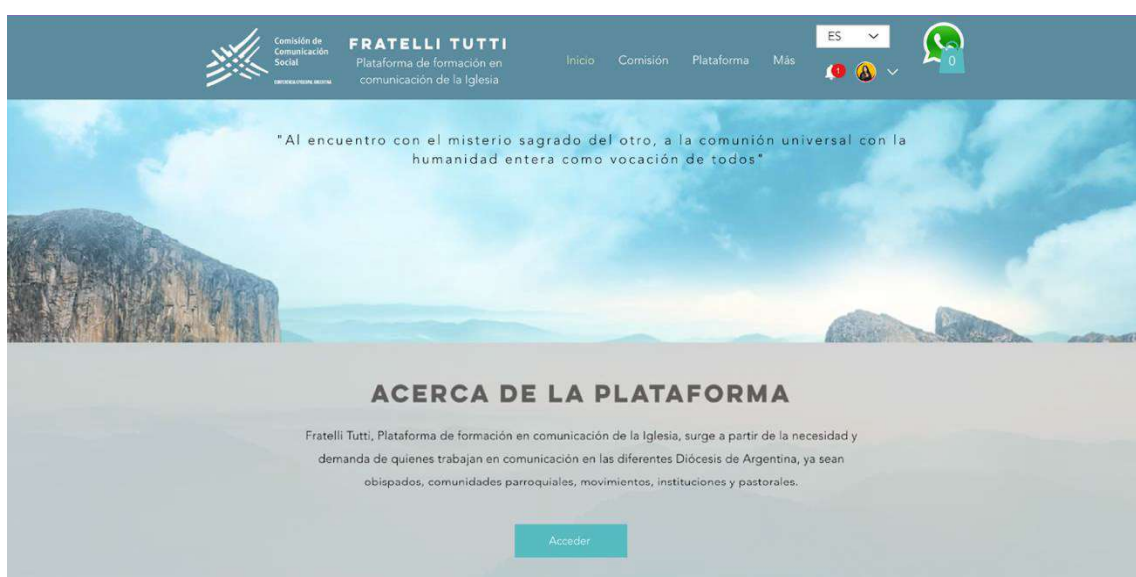 Comisión de
Comunicación
Social
CONFERENCIA EPISCOPAL ARGENTINA
FRATELLI TUTTI
Plataforma de formación en
comunicación de la Iglesia
Inicio Comisión Plataforma Más
ES
1
0
"Al encuentro con el misterio sagrado del otro, a la comunión universal con la
humanidad entera como vocación de todos"
ACERCA DE LA PLATAFORMA
Fratelli Tutti, Plataforma de formación en comunicación de la Iglesia, surge a partir de la necesidad y
demanda de quienes trabajan en comunicación en las diferentes Diócesis de Argentina, ya sean
obispados, comunidades parroquiales, movimientos, instituciones y pastorales.
Acceder